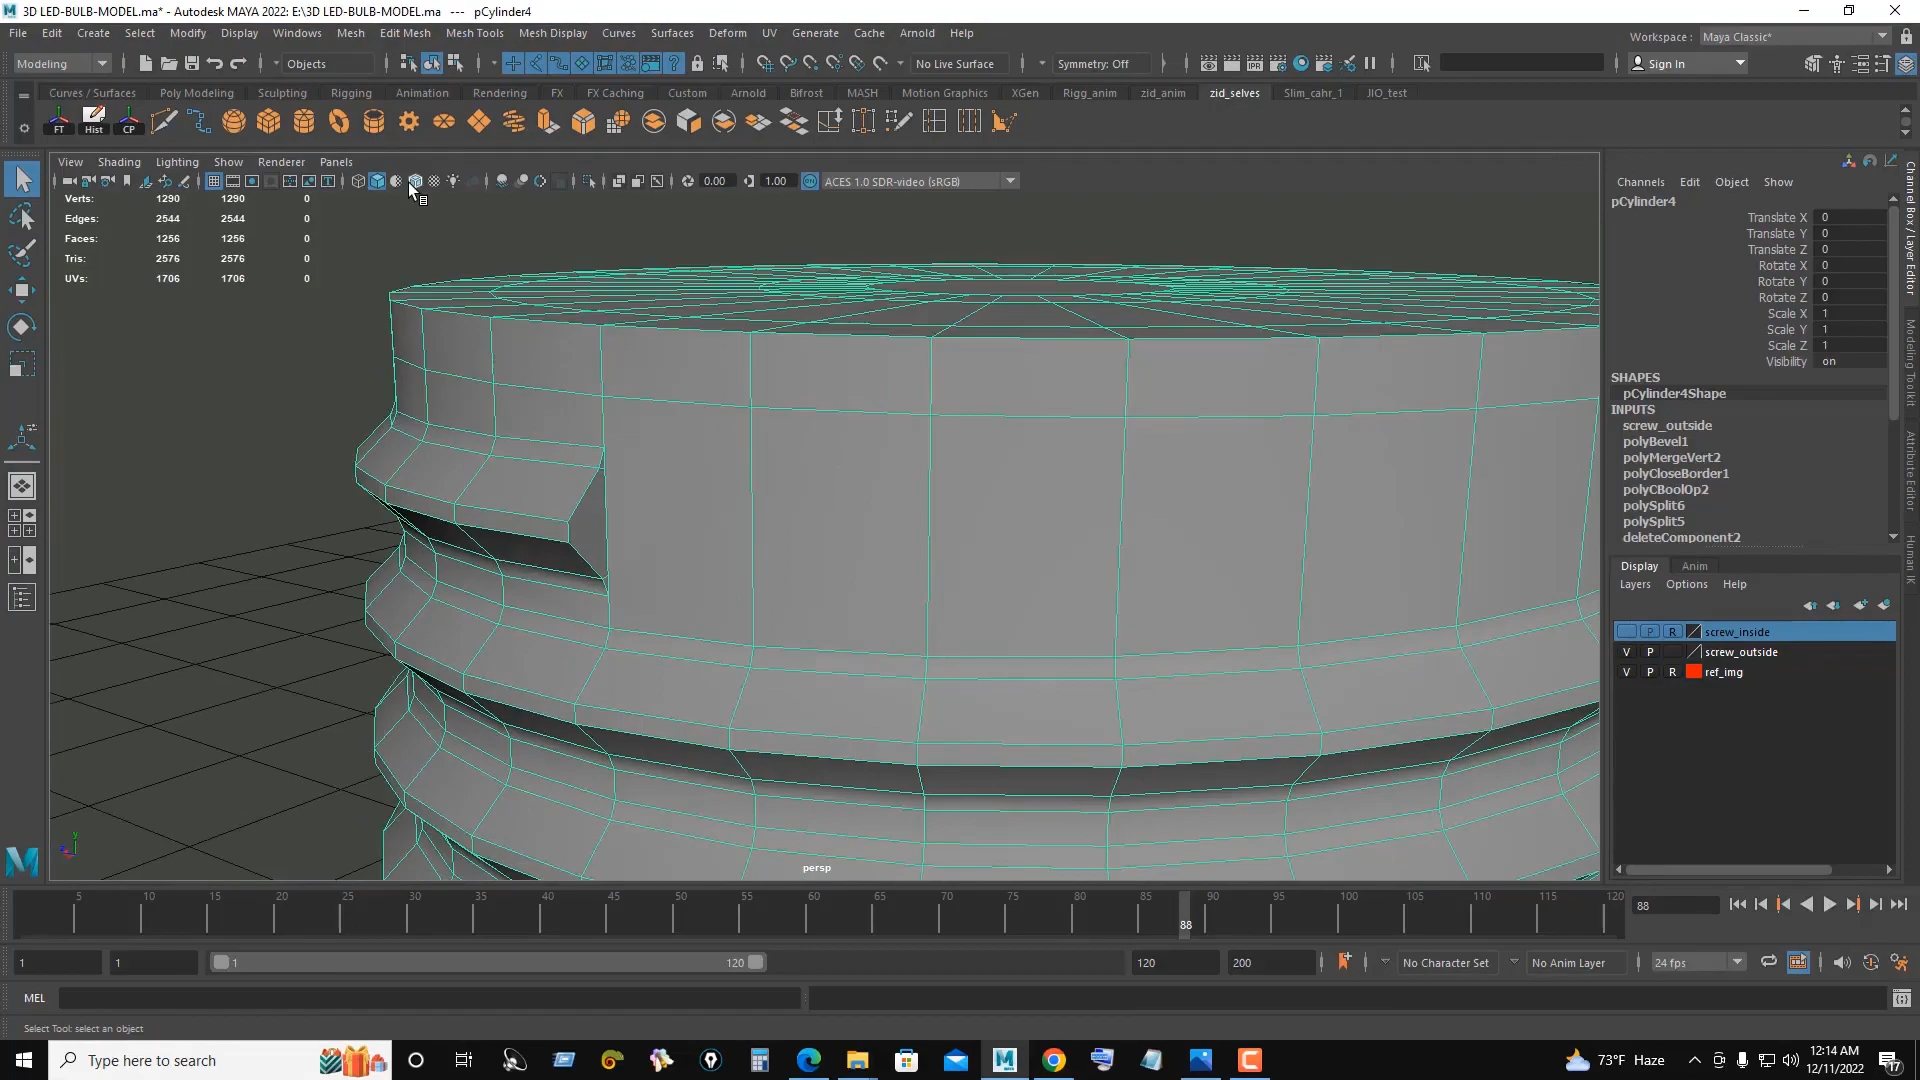 3D LED-BULB-MODEL.ma* - Autodesk MAYA 2022: E:\3D LED-BULB-MODEL.ma --- pCylinder4
File Edit Create Select Modify Display Windows Mesh Edit Mesh Mesh Tools Mesh Display Curves Surfaces Deform UV Generate Cache Arnold Help
Workspace : Maya Classic*
Modeling Objects No Live Surface Symmetry: Off Sign In
Curves / Surfaces Poly Modeling Sculpting Rigging Animation Rendering FX FX Caching Custom Arnold Bifrost MASH Motion Graphics XGen Rigg_anim zid_anim zid_selves Slim_cahr_1 JIO_test
FT Hist CP
View Shading Lighting Show Renderer Panels
0.00 1.00 ACES 1.0 SDR-video (sRGB)
Verts: 1290 1290 0
Edges: 2544 2544 0
Faces: 1256 1256 0
Tris: 2576 2576 0
UVs: 1706 1706 0
persp
Channels Edit Object Show
pCylinder4
Translate X 0
Translate Y 0
Translate Z 0
Rotate X 0
Rotate Y 0
Rotate Z 0
Scale X 1
Scale Y 1
Scale Z 1
Visibility on
SHAPES
pCylinder4Shape
INPUTS
screw_outside
polyBevel1
polyMergeVert2
polyCloseBorder1
polyCBoolOp2
polySplit6
polySplit5
deleteComponent2
Display Anim
Layers Options Help
P R screw_inside
V P screw_outside
V P R ref_img
Channel Box / Layer Editor
Modeling Toolkit
Attribute Editor
Human IK
5 10 15 20 25 30 35 40 45 50 55 60 65 70 75 80 85 90 95 100 105 110 115 120
88
88
1 1 1 120 120 200 No Character Set No Anim Layer 24 fps
MEL
Select Tool: select an object
Type here to search
73°F Haze
12:14 AM
12/11/2022
17